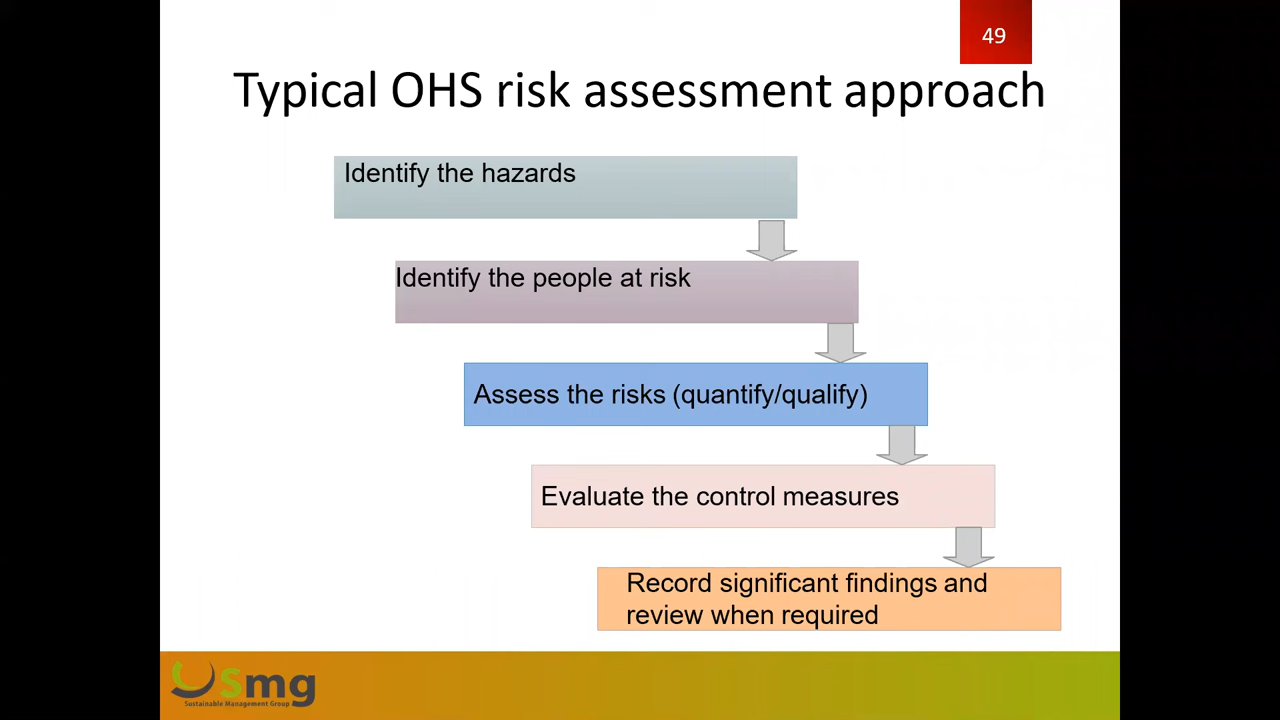 49
Typical OHS risk assessment approach
Identify the hazards
Identify the people at risk
Assess the risks (quantify/qualify)
Evaluate the control measures
Record significant findings and
review when required
Smg
Sustainable Management Group